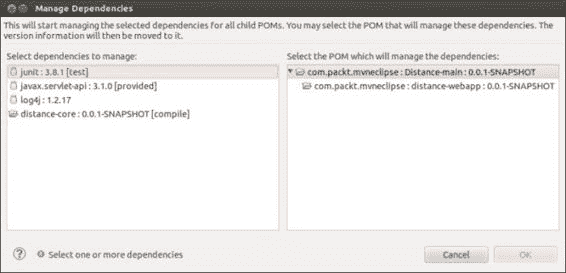 Manage Dependencies
This will start managing the selected dependencies for all child POMs. You may select the POM that will manage these dependencies. The
version information will then be moved to it.
Select dependencies to manage:
junit : 3.8.1 [test]
javax.servlet-api : 3.1.0 [provided]
log4j : 1.2.17
distance-core : 0.0.1-SNAPSHOT [compile]
Select the POM which will manage the dependencies:
com.packt.mvneclipse : Distance-main : 0.0.1-SNAPSHOT
com.packt.mvneclipse : distance-webapp : 0.0.1-SNAPSHOT
? Select one or more dependencies
Cancel
OK